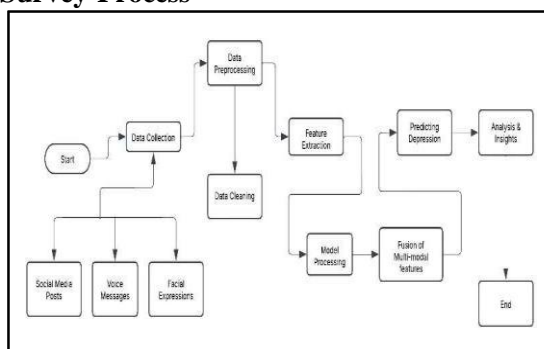 Survey Process
Data
Preprocessing
Data Collection
Start
Feature
Extraction
Predicting
Depression
Analysis &
Insights
Data Cleaning
Model
Processing
Fusion of
Multi-modal
features
Social Media
Posts
Voice
Messages
Facial
Expressions
End